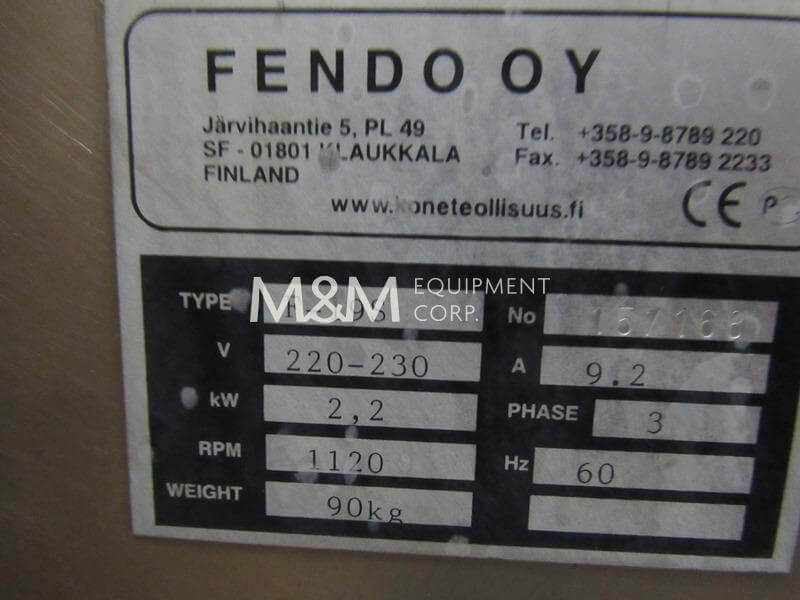 FENDO OY
Järvihaantie 5, PL 49 Tel. +358-9-8789 220
SF - 01801 KLAUKKALA Fax. +358-9-8789 2233
FINLAND
www.koneteollisuus.fi CE P
M&M EQUIPMENT CORP.
TYPE No
V 220-230 A 9.2
kW 2,2 PHASE 3
RPM 1120 Hz 60
WEIGHT 90kg